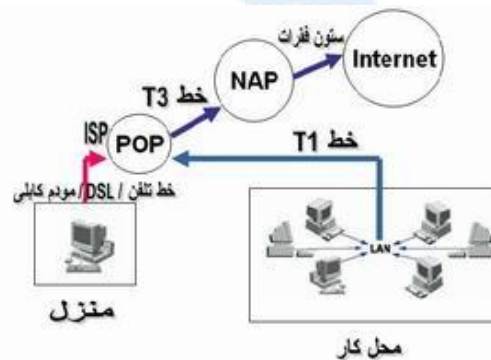 ستون فقرات
Internet
NAP
خط T3
ISP
POP
خط T1
خط تلفن / DSL / مودم کابلی
LAN
منزل
محل کار